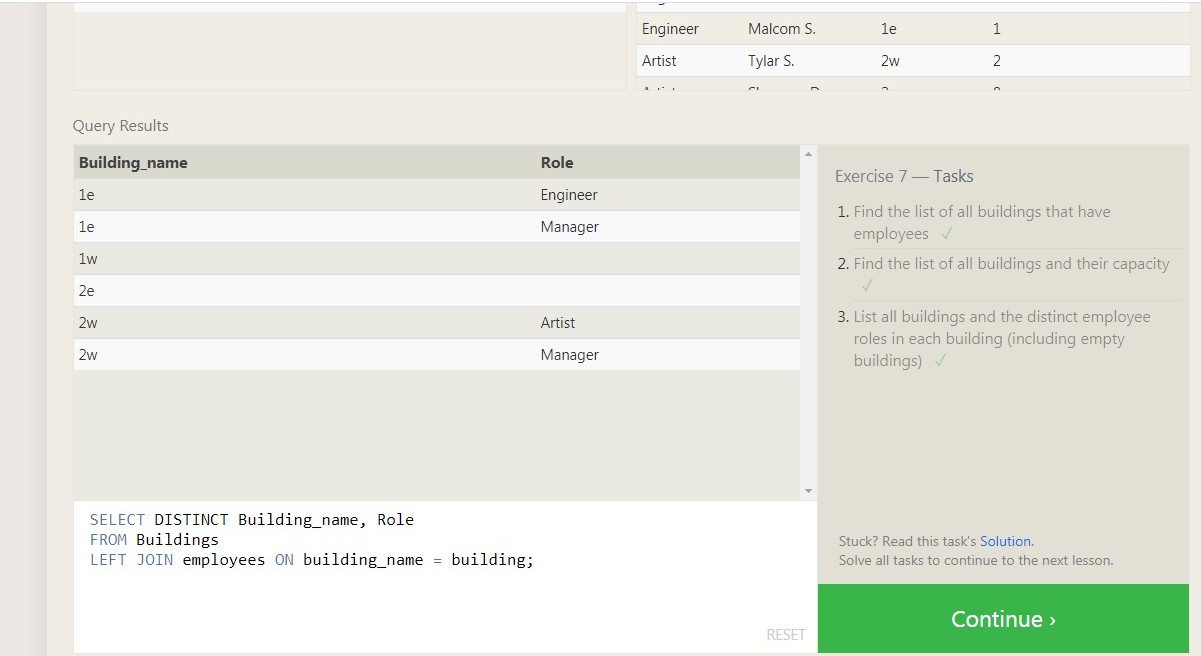 Engineer Malcom S. 1e 1
Artist Tylar S. 2w 2
Query Results
Building_name Role
1e Engineer
1e Manager
1w
2e
2w Artist
2w Manager
Exercise 7 — Tasks
1. Find the list of all buildings that have
employees ✓
2. Find the list of all buildings and their capacity
✓
3. List all buildings and the distinct employee
roles in each building (including empty
buildings) ✓
SELECT DISTINCT Building_name, Role
FROM Buildings
LEFT JOIN employees ON building_name = building;
RESET
Stuck? Read this task's Solution.
Solve all tasks to continue to the next lesson.
Continue ›